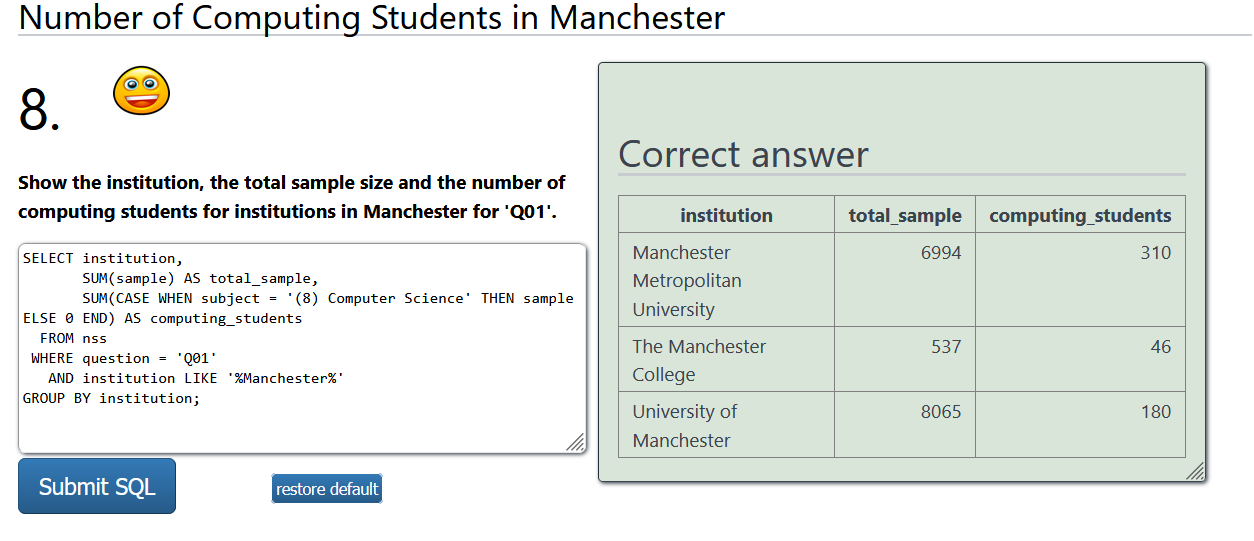 Number of Computing Students in Manchester
8.
Show the institution, the total sample size and the number of
computing students for institutions in Manchester for 'Q01'.
SELECT institution,
SUM(sample) AS total_sample,
SUM(CASE WHEN subject = '(8) Computer Science' THEN sample
ELSE 0 END) AS computing_students
FROM nss
WHERE question = 'Q01'
AND institution LIKE '%Manchester%'
GROUP BY institution;
Submit SQL
restore default
Correct answer
institution total_sample computing_students
Manchester 6994 310
Metropolitan
University
The Manchester 537 46
College
University of 8065 180
Manchester